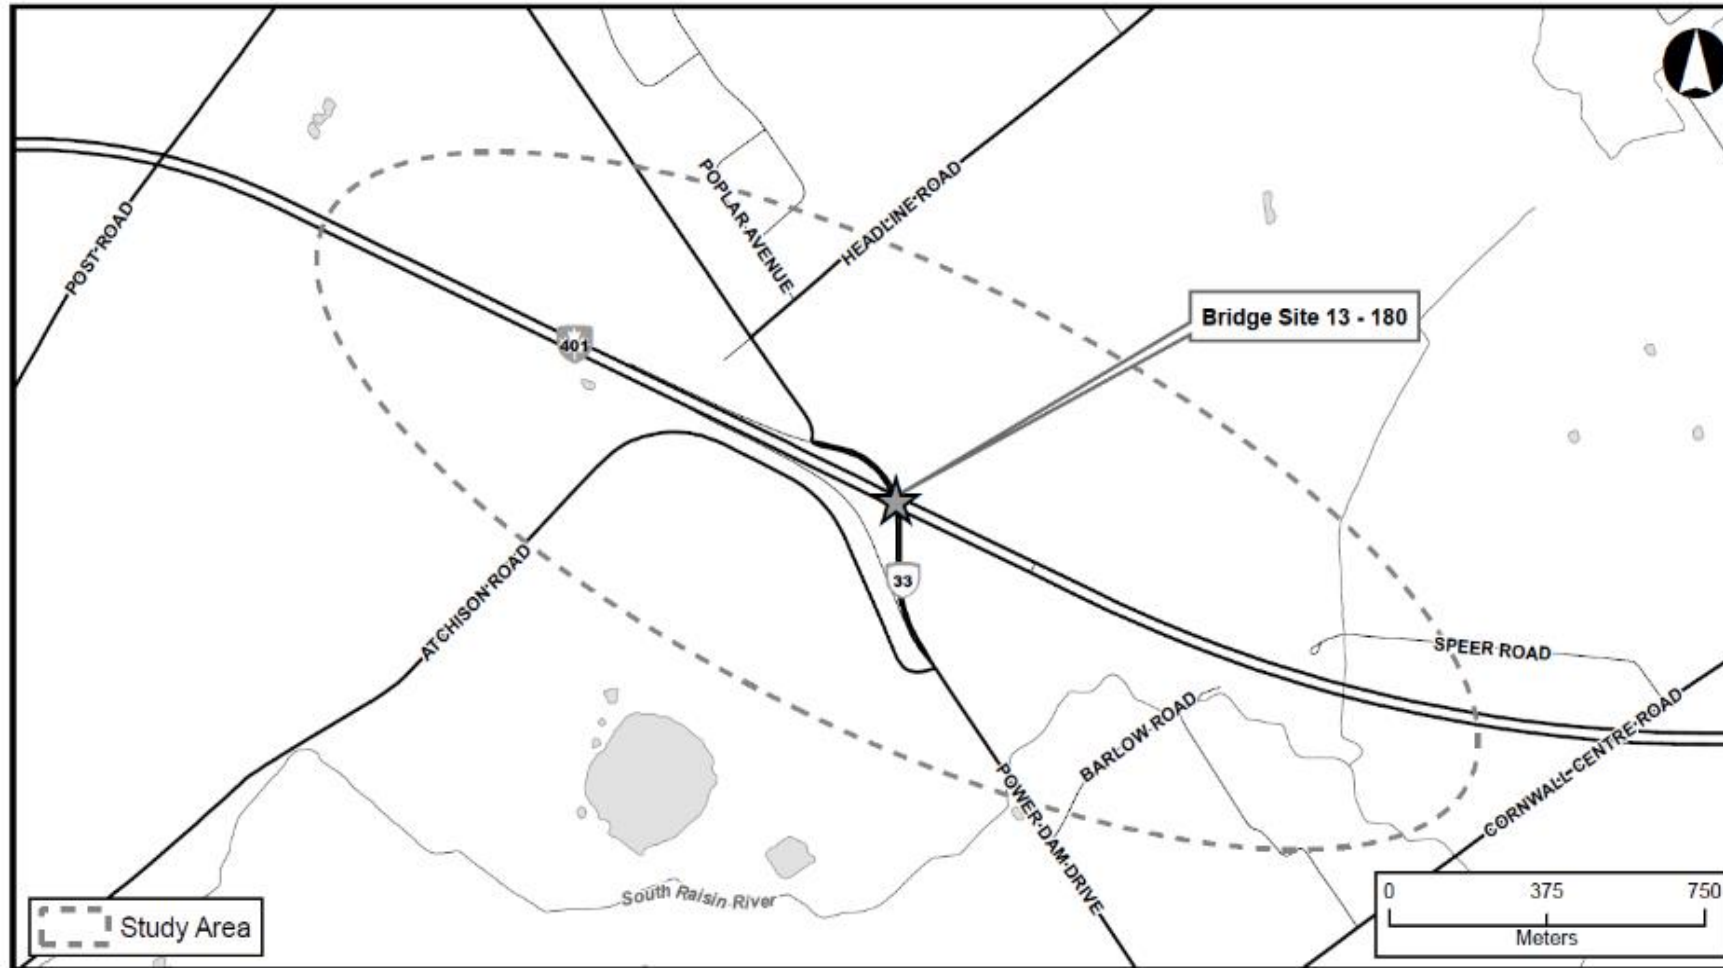 POST ROAD
POPLAR AVENUE
HEADLINE ROAD
Bridge Site 13 - 180
401
33
ATCHISON ROAD
SPEER ROAD
BARLOW ROAD
CORNWALL CENTRE ROAD
POWER DAM DRIVE
South Raisin River
Study Area
0 375 750
Meters